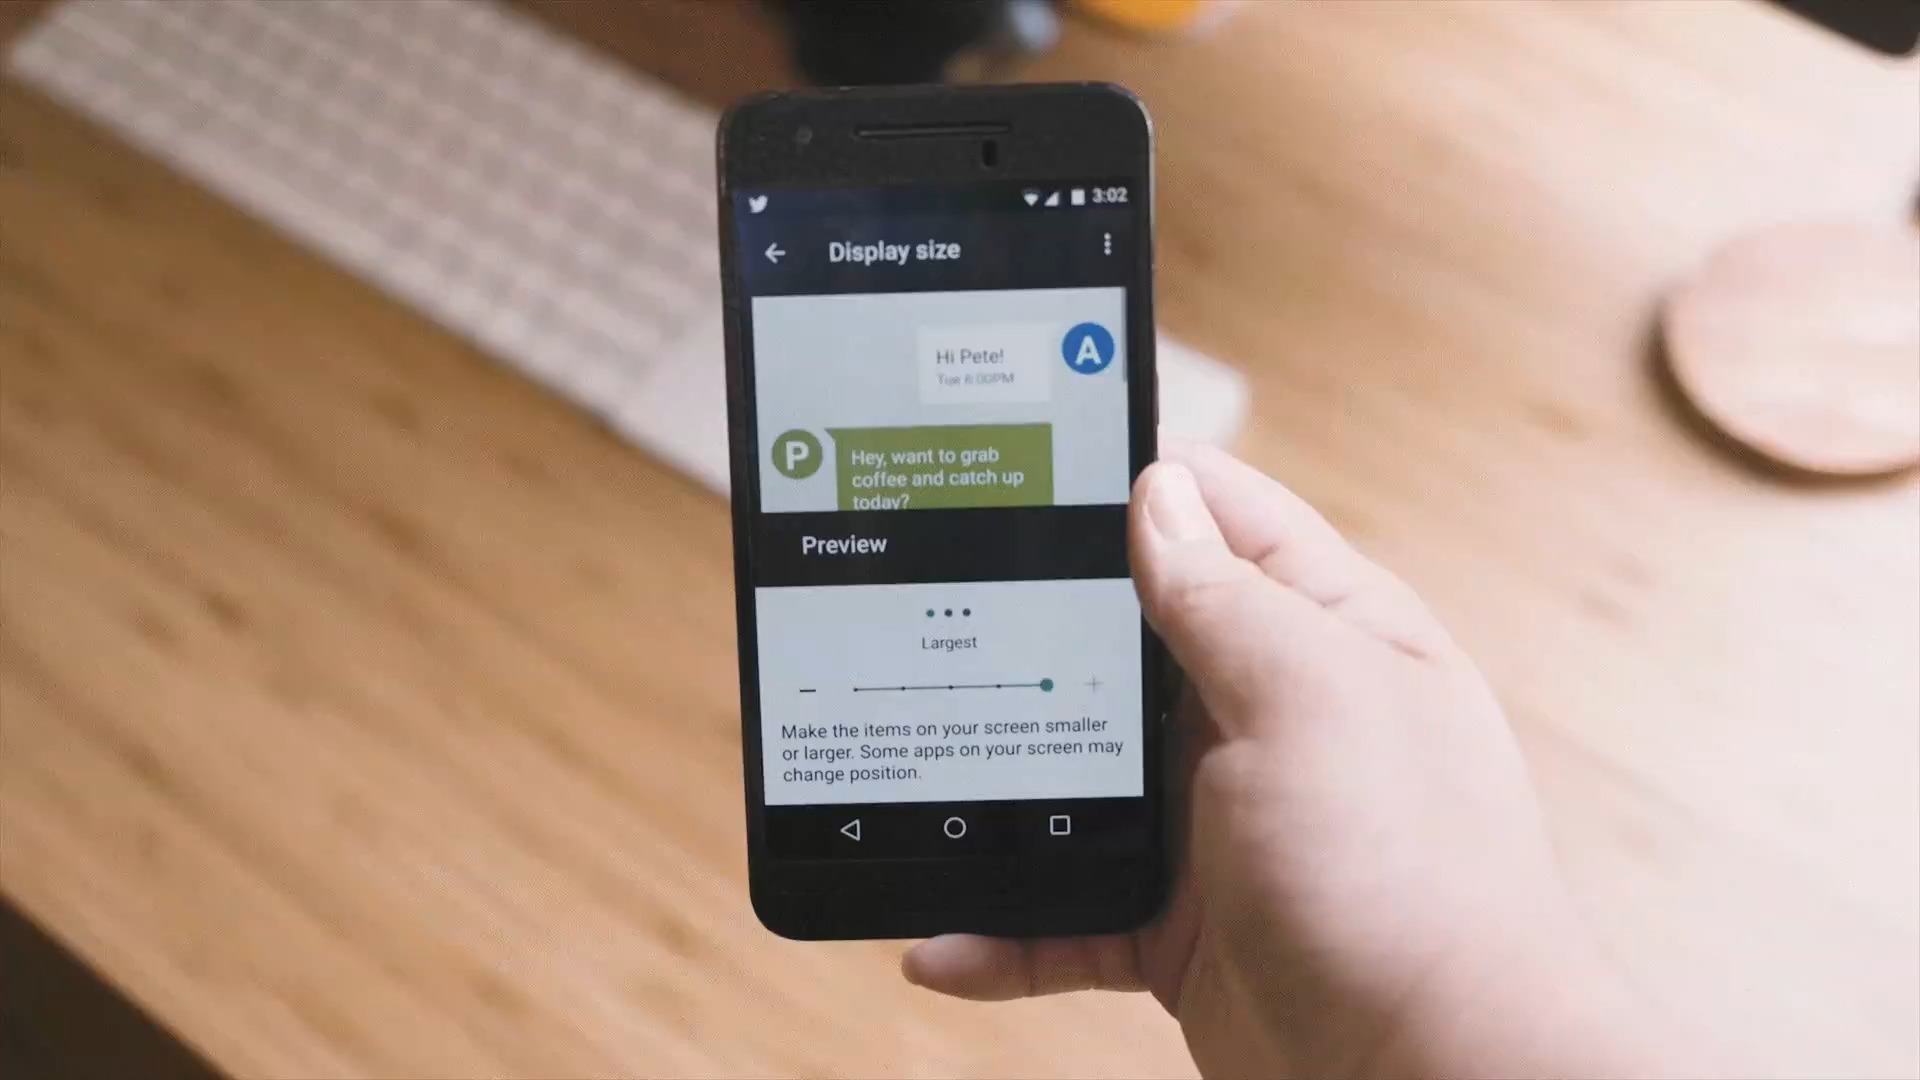 3:02
Display size
Hi Pete!
A
Tue 6:00PM
P
Hey, want to grab
coffee and catch up
today?
Preview
Largest
Make the items on your screen smaller
or larger. Some apps on your screen may
change position.